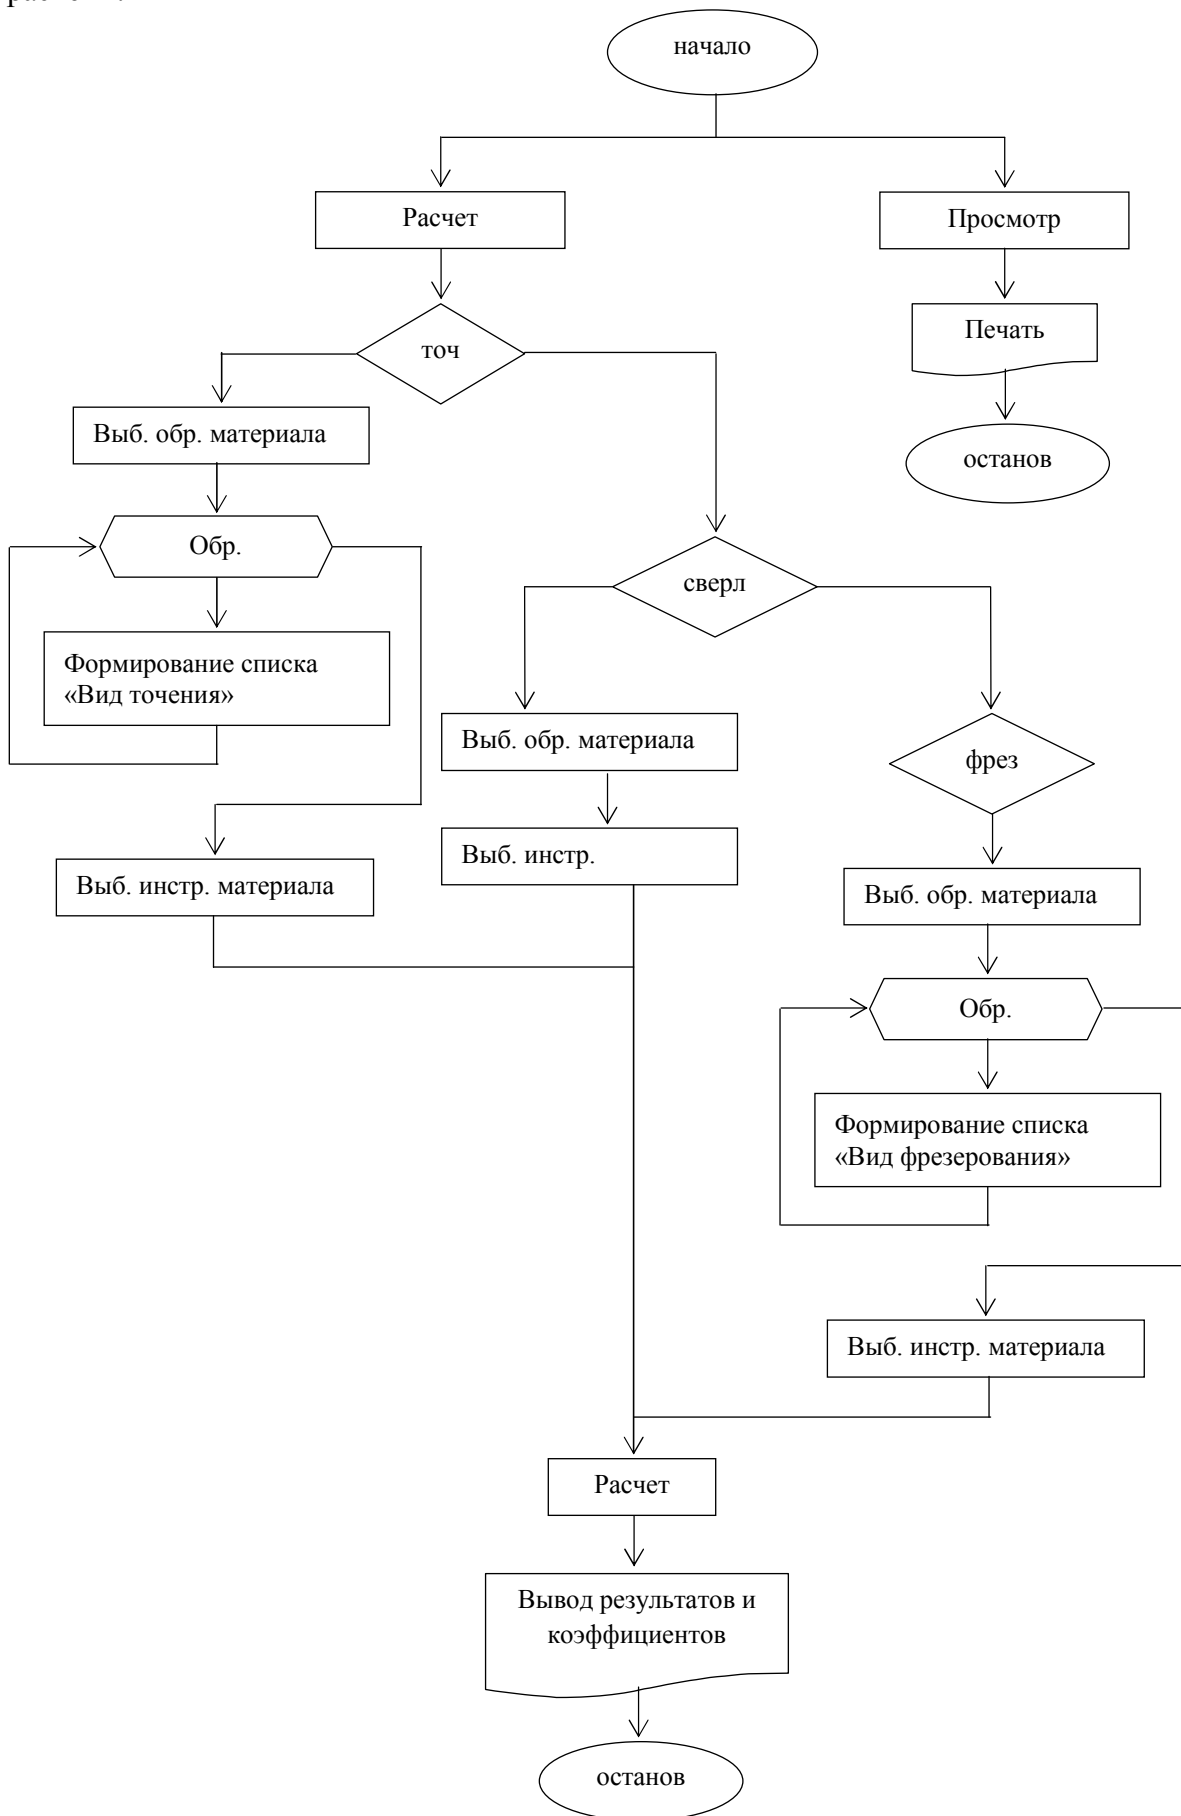 начало
Расчет
Просмотр
точ
Печать
Выб. обр. материала
останов
Обр.
сверл
Формирование списка
«Вид точения»
Выб. обр. материала
фрез
Выб. инстр.
Выб. инстр. материала
Выб. обр. материала
Обр.
Формирование списка
«Вид фрезерования»
Выб. инстр. материала
Расчет
Вывод результатов и
коэффициентов
останов